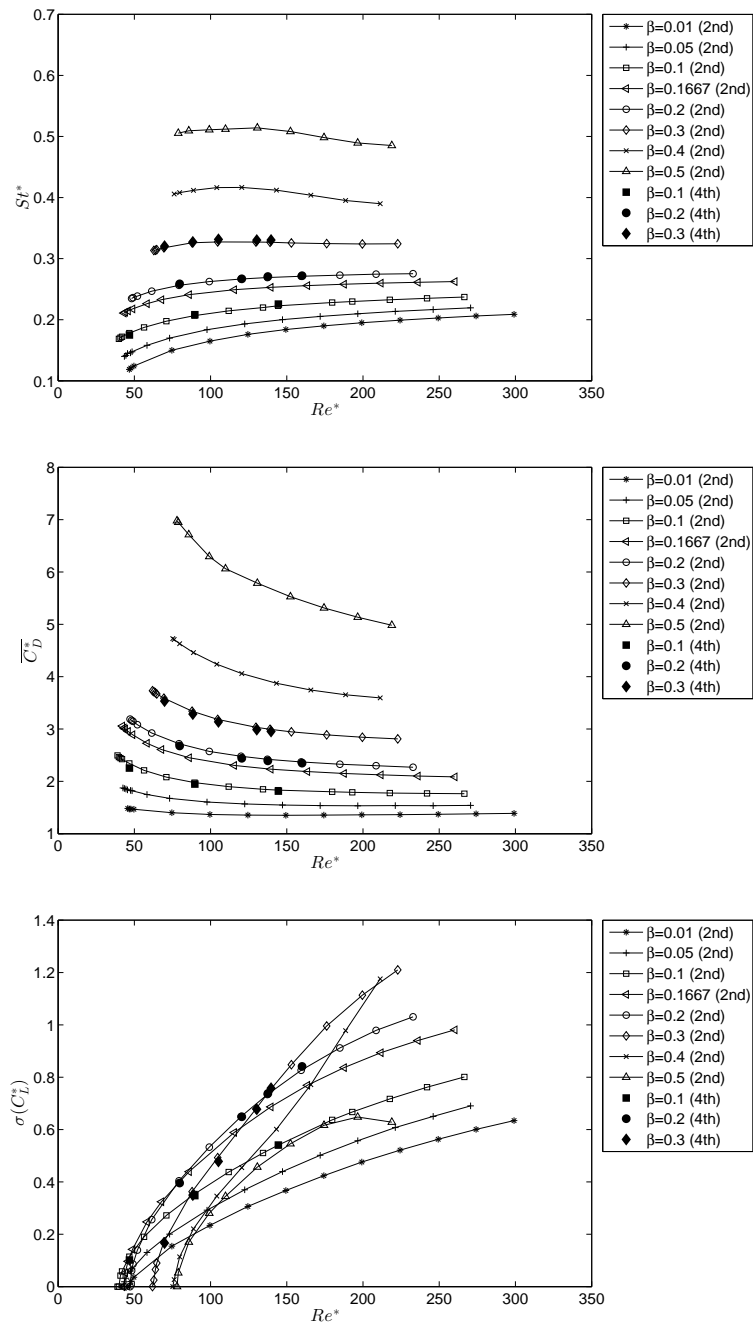 0.7
0.6
0.5
0.4
0.3
0.2
0.1
St*
0 50 100 150 200 250 300 350
Re*
β=0.01 (2nd)
β=0.05 (2nd)
β=0.1 (2nd)
β=0.1667 (2nd)
β=0.2 (2nd)
β=0.3 (2nd)
β=0.4 (2nd)
β=0.5 (2nd)
β=0.1 (4th)
β=0.2 (4th)
β=0.3 (4th)
8
7
6
5
4
3
2
1
C̅*_D
0 50 100 150 200 250 300 350
Re*
β=0.01 (2nd)
β=0.05 (2nd)
β=0.1 (2nd)
β=0.1667 (2nd)
β=0.2 (2nd)
β=0.3 (2nd)
β=0.4 (2nd)
β=0.5 (2nd)
β=0.1 (4th)
β=0.2 (4th)
β=0.3 (4th)
1.4
1.2
1.0
0.8
0.6
0.4
0.2
0
σ(C*_L)
0 50 100 150 200 250 300 350
Re*
β=0.01 (2nd)
β=0.05 (2nd)
β=0.1 (2nd)
β=0.1667 (2nd)
β=0.2 (2nd)
β=0.3 (2nd)
β=0.4 (2nd)
β=0.5 (2nd)
β=0.1 (4th)
β=0.2 (4th)
β=0.3 (4th)